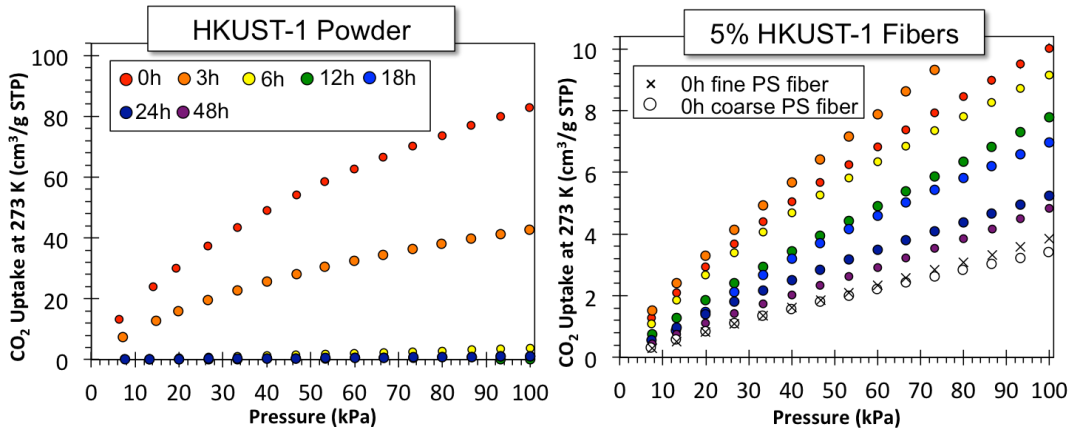 HKUST-1 Powder
CO2 Uptake at 273 K (cm3/g STP)
100
80
60
40
20
0
0h 3h 6h 12h 18h
24h 48h
0 10 20 30 40 50 60 70 80 90 100
Pressure (kPa)
5% HKUST-1 Fibers
CO2 Uptake at 273 K (cm3/g STP)
10
8
6
4
2
0
× 0h fine PS fiber
○ 0h coarse PS fiber
0 10 20 30 40 50 60 70 80 90 100
Pressure (kPa)